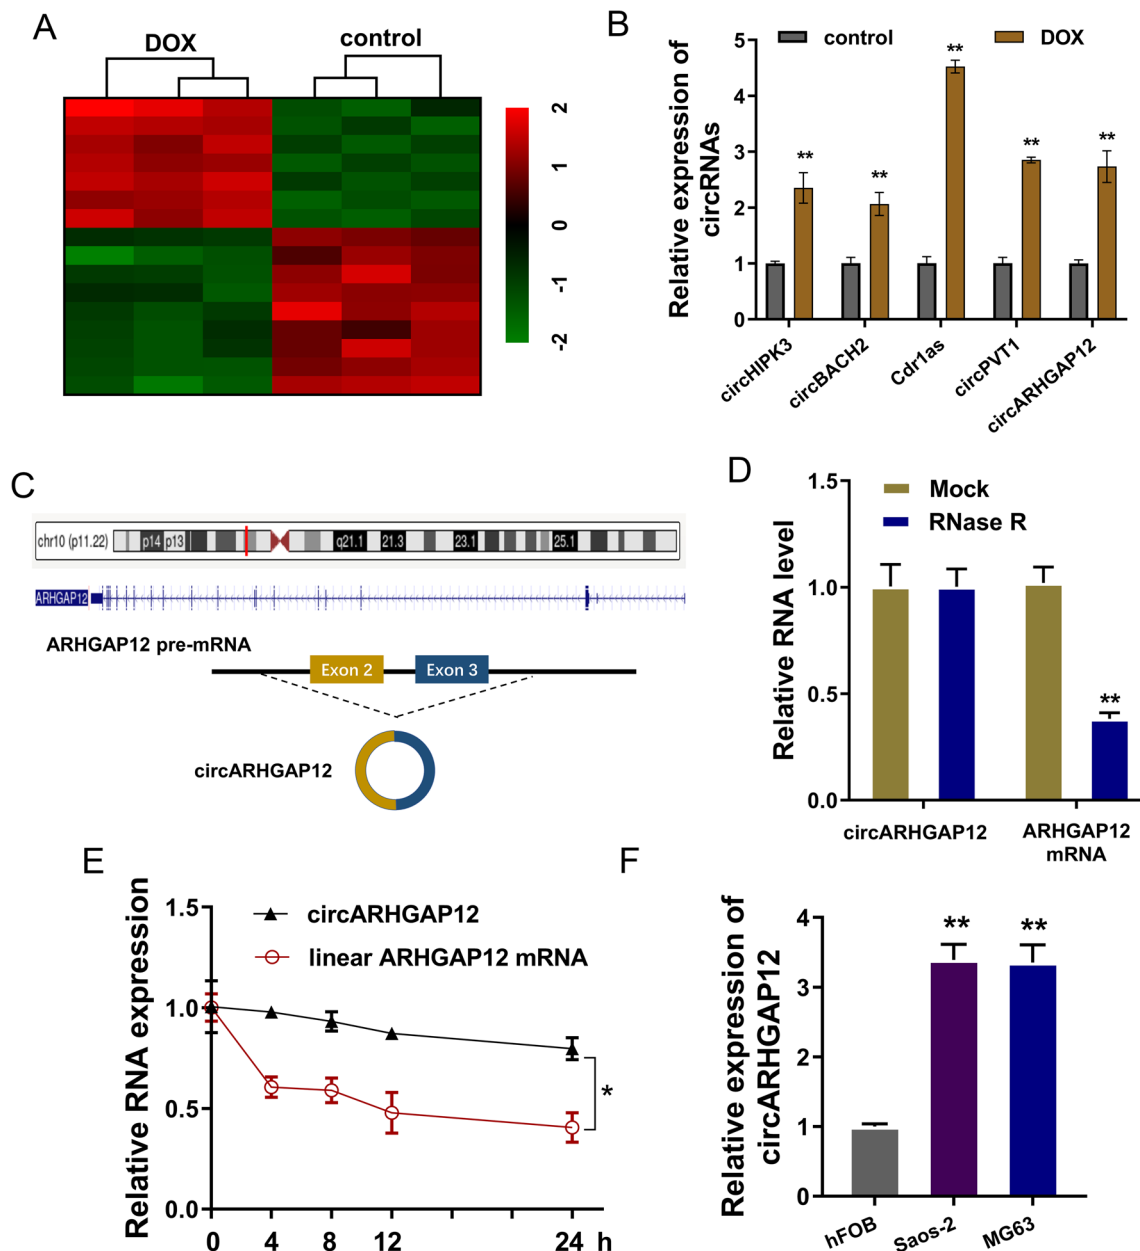 A
DOX
control
2
1
0
-1
-2
B
Relative expression of
circRNAs
control
DOX
5
4
3
2
1
0
**
**
**
**
**
circHIPK3
circBACH2
Cdr1as
circPVT1
circARHGAP12
C
chr10 (p11.22)
p14
p13
q21.1
21.3
23.1
25.1
ARHGAP12
ARHGAP12 pre-mRNA
Exon 2
Exon 3
circARHGAP12
D
Relative RNA level
Mock
RNase R
1.5
1.0
0.5
0.0
**
circARHGAP12
ARHGAP12
mRNA
E
Relative RNA expression
circARHGAP12
linear ARHGAP12 mRNA
1.5
1.0
0.5
0.0
*
0
4
8
12
24
h
F
Relative expression of
circARHGAP12
4
3
2
1
0
**
**
hFOB
Saos-2
MG63